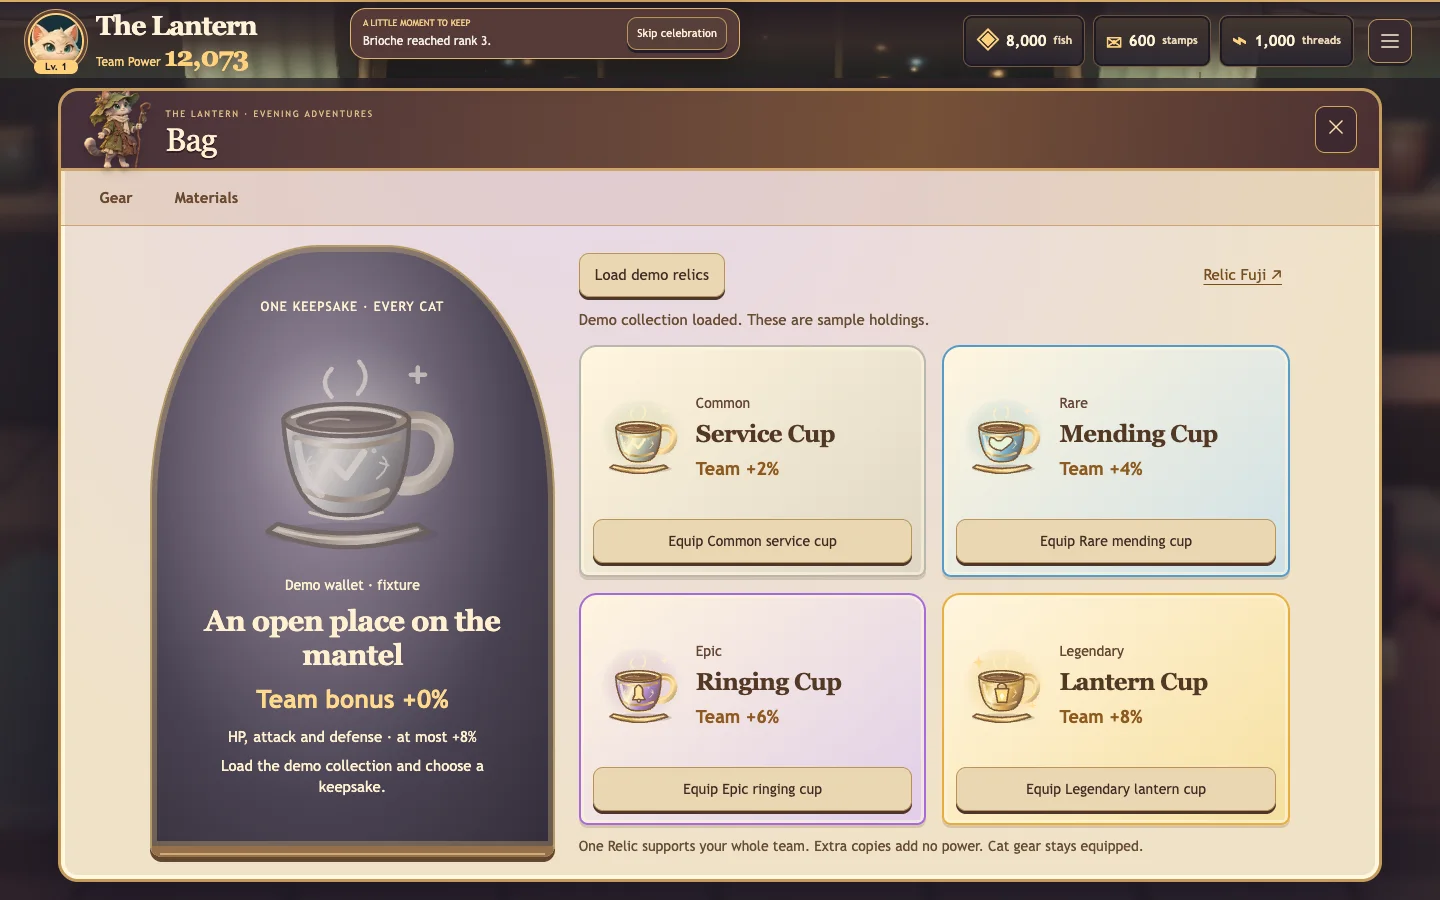 The Lantern
Lv. 1
Team Power 12,073
A LITTLE MOMENT TO KEEP
Brioche reached rank 3.
Skip celebration
8,000 fish
600 stamps
1,000 threads
THE LANTERN · EVENING ADVENTURES
Bag
Gear
Materials
ONE KEEPSAKE · EVERY CAT
Demo wallet · fixture
An open place on the
mantel
Team bonus +0%
HP, attack and defense · at most +8%
Load the demo collection and choose a
keepsake.
Load demo relics
Relic Fuji ↗
Demo collection loaded. These are sample holdings.
Common
Service Cup
Team +2%
Equip Common service cup
Rare
Mending Cup
Team +4%
Equip Rare mending cup
Epic
Ringing Cup
Team +6%
Equip Epic ringing cup
Legendary
Lantern Cup
Team +8%
Equip Legendary lantern cup
One Relic supports your whole team. Extra copies add no power. Cat gear stays equipped.